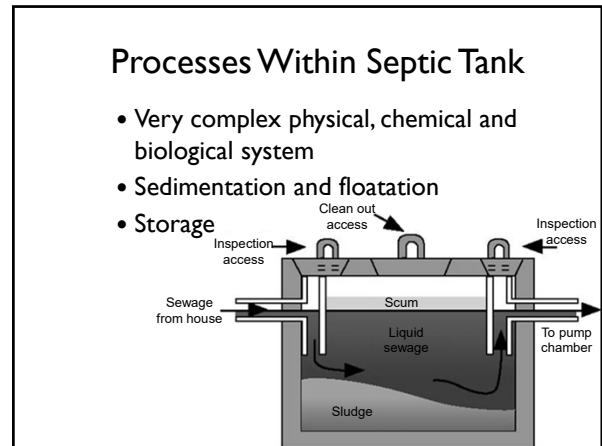 Processes Within Septic Tank
• Very complex physical, chemical and
biological system
• Sedimentation and floatation
• Storage
Clean out
access
Inspection
access
Inspection
access
Sewage
from house
Scum
Liquid
sewage
To pump
chamber
Sludge